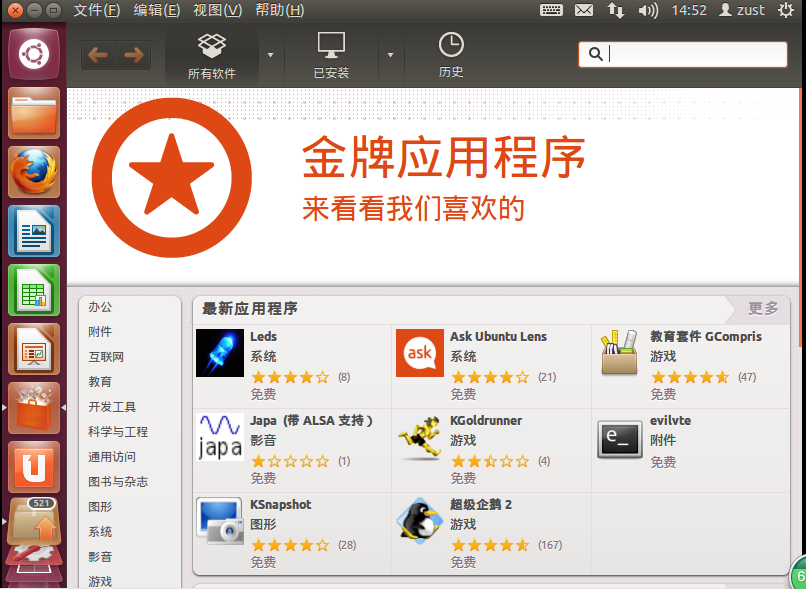 文件(F) 编辑(E) 视图(V) 帮助(H) 14:52 zust
所有软件 已安装 历史
金牌应用程序
来看看我们喜欢的
办公
附件
互联网
教育
开发工具
科学与工程
通用访问
图书与杂志
图形
系统
影音
游戏
最新应用程序 更多
Leds
系统
(8)
免费
Ask Ubuntu Lens
系统
(21)
免费
教育套件 GCompris
游戏
(47)
免费
Japa（带 ALSA 支持）
影音
(1)
免费
KGoldrunner
游戏
(4)
免费
evilvte
附件
免费
KSnapshot
图形
(28)
免费
超级企鹅 2
游戏
(167)
免费
ask
japa
e_
U
521
6